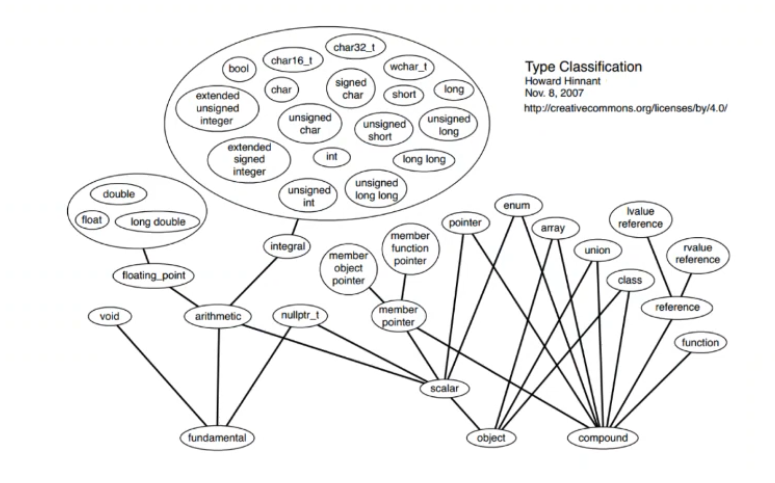 Type Classification
Howard Hinnant
Nov. 8, 2007
http://creativecommons.org/licenses/by/4.0/
char32_t
char16_t
bool
wchar_t
char
signed
char
short
long
extended
unsigned
integer
unsigned
char
unsigned
short
unsigned
long
extended
signed
integer
int
long long
unsigned
int
unsigned
long long
double
float
long double
integral
floating_point
member
object
pointer
member
function
pointer
pointer
enum
array
union
class
lvalue
reference
rvalue
reference
void
arithmetic
nullptr_t
member
pointer
reference
function
scalar
fundamental
object
compound